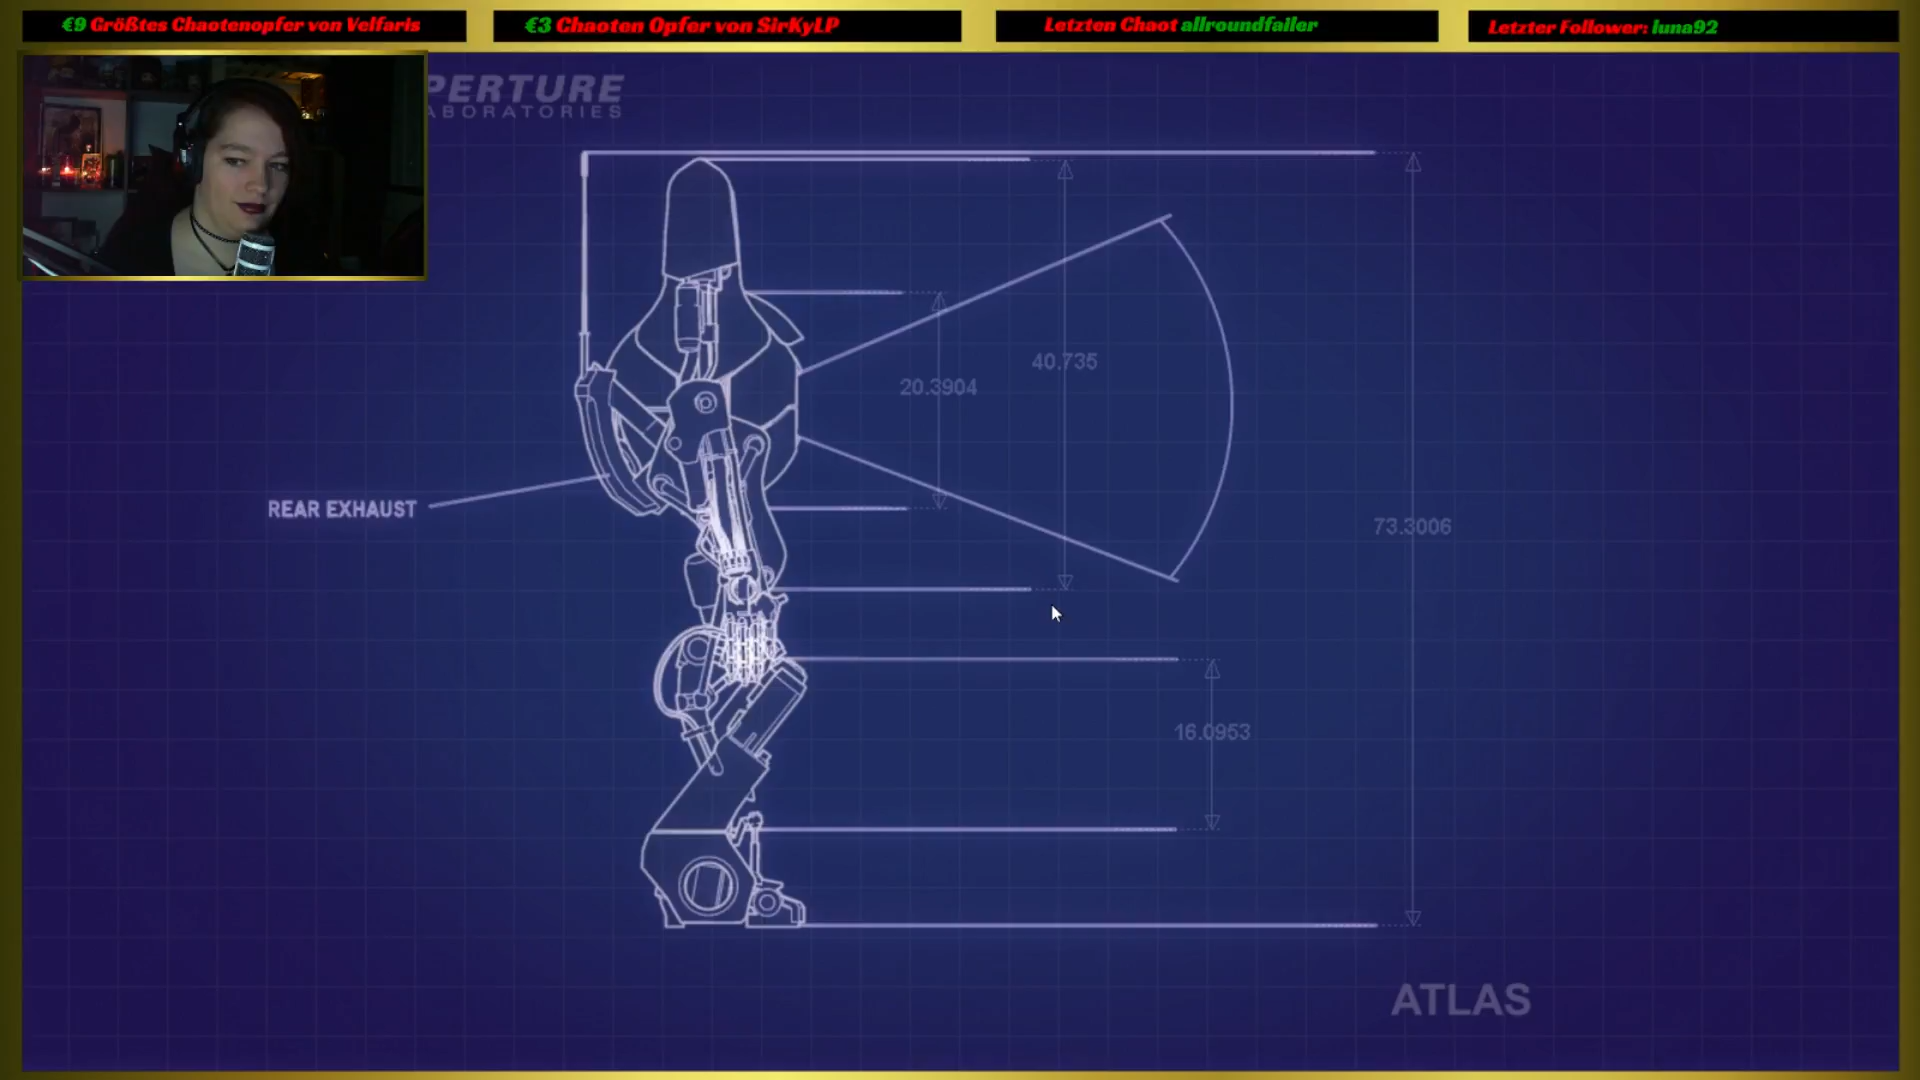 €9 Größtes Chaotenopfer von Velfaris
€3 Chaoten Opfer von SirKyLP
Letzten Chaot allroundfailer
Letzter Follower: luna92
PERTURE
ABORATORIES
40.735
20.3904
REAR EXHAUST
73.3006
16.0953
ATLAS